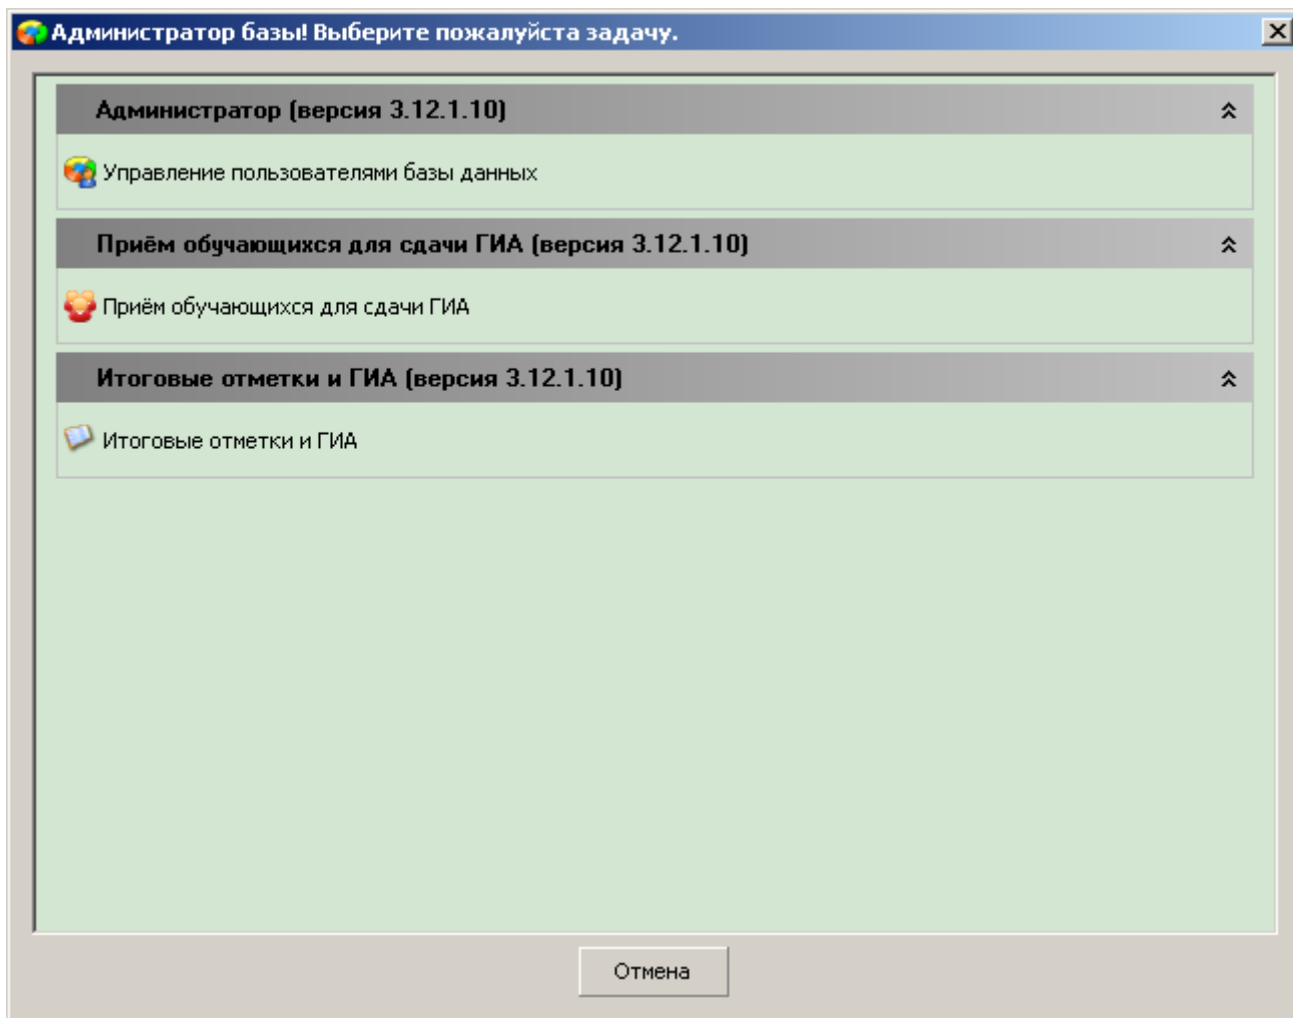 Администратор базы! Выберите пожалуйста задачу.
Администратор (версия 3.12.1.10)
Управление пользователями базы данных
Приём обучающихся для сдачи ГИА (версия 3.12.1.10)
Приём обучающихся для сдачи ГИА
Итоговые отметки и ГИА (версия 3.12.1.10)
Итоговые отметки и ГИА
Отмена